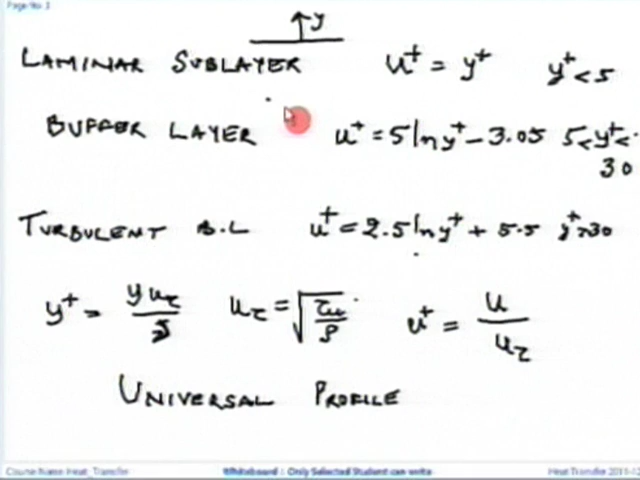 Page No 3
↑y
LAMINAR SUBLAYER u⁺ = y⁺ y⁺ < 5
BUFFER LAYER u⁺ = 5 ln y⁺ − 3.05 5 < y⁺ < 30
TURBULENT B.L u⁺ = 2.5 ln y⁺ + 5.5 y⁺ > 30
y⁺ = y uτ / ν uτ = √(τw / ρ) u⁺ = u / uτ
UNIVERSAL PROFILE
Course Name: Heat_Transfer Whiteboard :: Only Selected Student can write Heat Transfer 2011-12